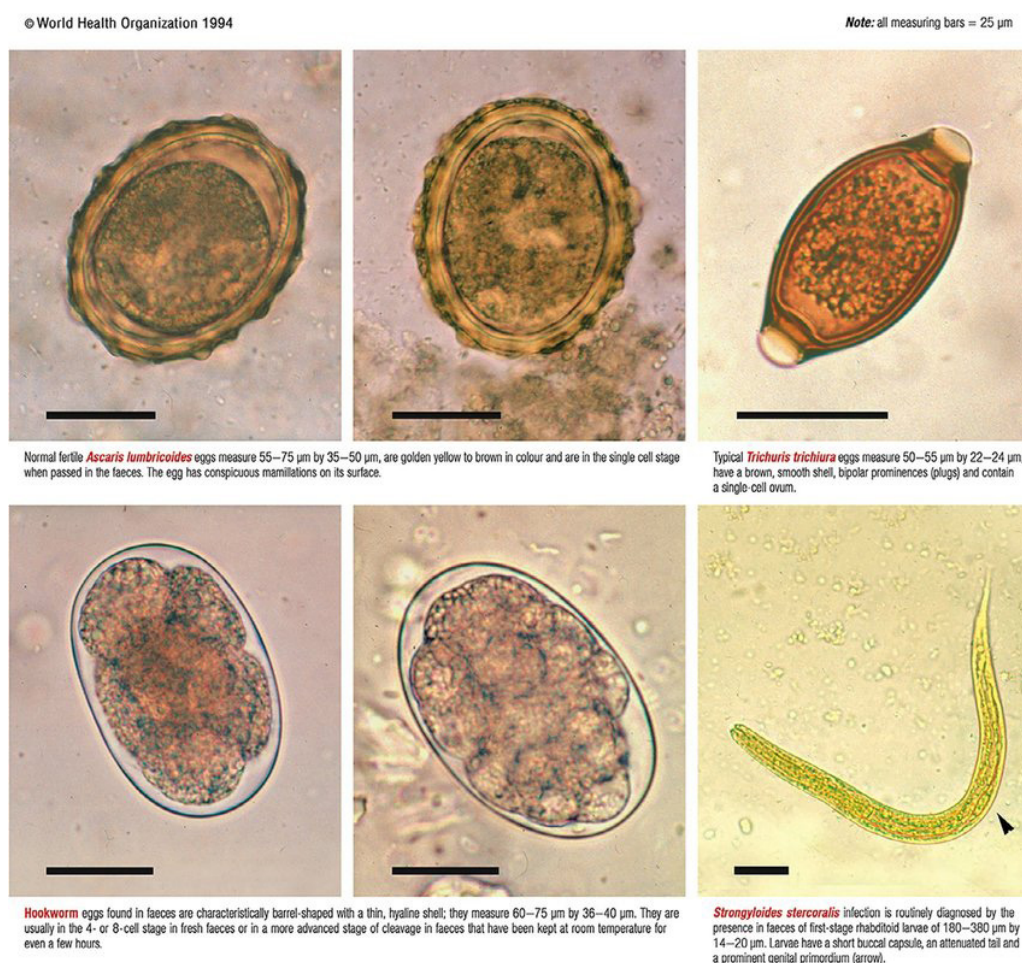 © World Health Organization 1994
Note: all measuring bars = 25 µm
Normal fertile Ascaris lumbricoides eggs measure 55–75 µm by 35–50 µm, are golden yellow to brown in colour and are in the single cell stage
when passed in the faeces. The egg has conspicuous mamillations on its surface.
Typical Trichuris trichiura eggs measure 50–55 µm by 22–24 µm,
have a brown, smooth shell, bipolar prominences (plugs) and contain
a single-cell ovum.
Hookworm eggs found in faeces are characteristically barrel-shaped with a thin, hyaline shell; they measure 60–75 µm by 36–40 µm. They are
usually in the 4- or 8-cell stage in fresh faeces or in a more advanced stage of cleavage in faeces that have been kept at room temperature for
even a few hours.
Strongyloides stercoralis infection is routinely diagnosed by the
presence in faeces of first-stage rhabditoid larvae of 180–380 µm by
14–20 µm. Larvae have a short buccal capsule, an attenuated tail and
a prominent genital primordium (arrow).